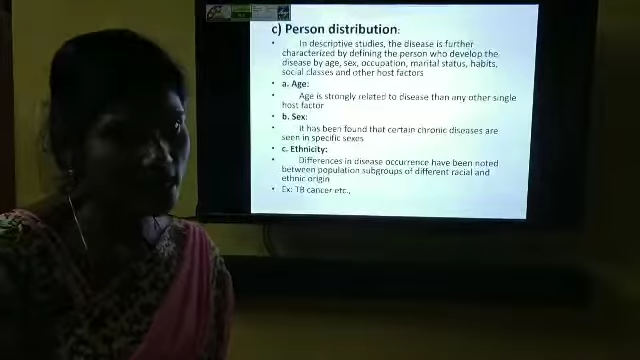 c) Person distribution:
• In descriptive studies, the disease is further
characterized by defining the person who develop the
disease by age, sex, occupation, marital status, habits,
social classes and other host factors
• a. Age:
• Age is strongly related to disease than any other single
host factor
• b. Sex:
• It has been found that certain chronic diseases are
seen in specific sexes
• c. Ethnicity:
• Differences in disease occurrence have been noted
between population subgroups of different racial and
ethnic origin
• Ex: TB cancer etc.,